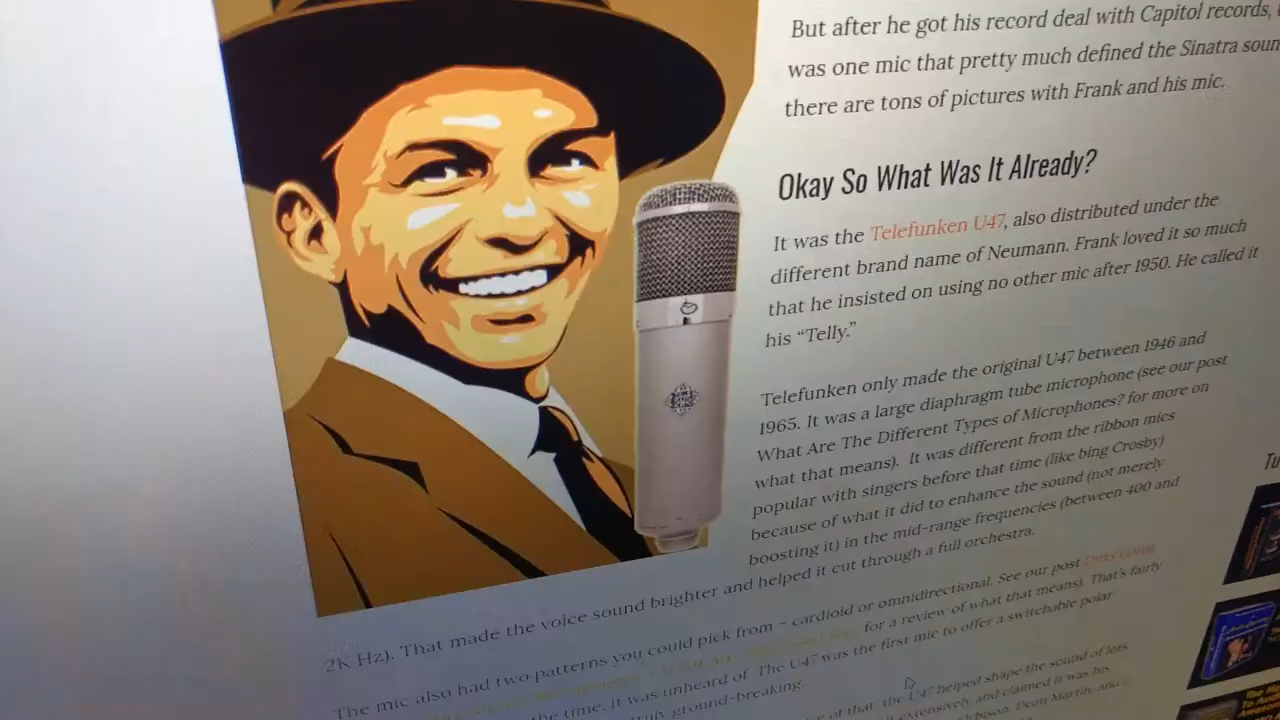 But after he got his record deal with Capitol records,
was one mic that pretty much defined the Sinatra soun
there are tons of pictures with Frank and his mic.
Okay So What Was It Already?
It was the Telefunken U47, also distributed under the
different brand name of Neumann. Frank loved it so much
that he insisted on using no other mic after 1950. He called it
his “Telly.”
Telefunken only made the original U47 between 1946 and
1965. It was a large diaphragm tube microphone (see our post
What Are The Different Types of Microphones? for more on
what that means). It was different from the ribbon mics
popular with singers before that time (like bing Crosby)
because of what it did to enhance the sound (not merely
boosting it) in the mid-range frequencies (between 400 and
2K Hz). That made the voice sound brighter and helped it cut through a full orchestra.
The mic also had two patterns you could pick from – cardioid or omnidirectional. See our post Directional
for a review of what that means). That's fairly
the time, it was unheard of. The U47 was the first mic to offer a switchable polar
truly ground-breaking.
of that, the U47 helped shape the sound of lots
extensively, and claimed it was his
Orbison, Dean Martin, and